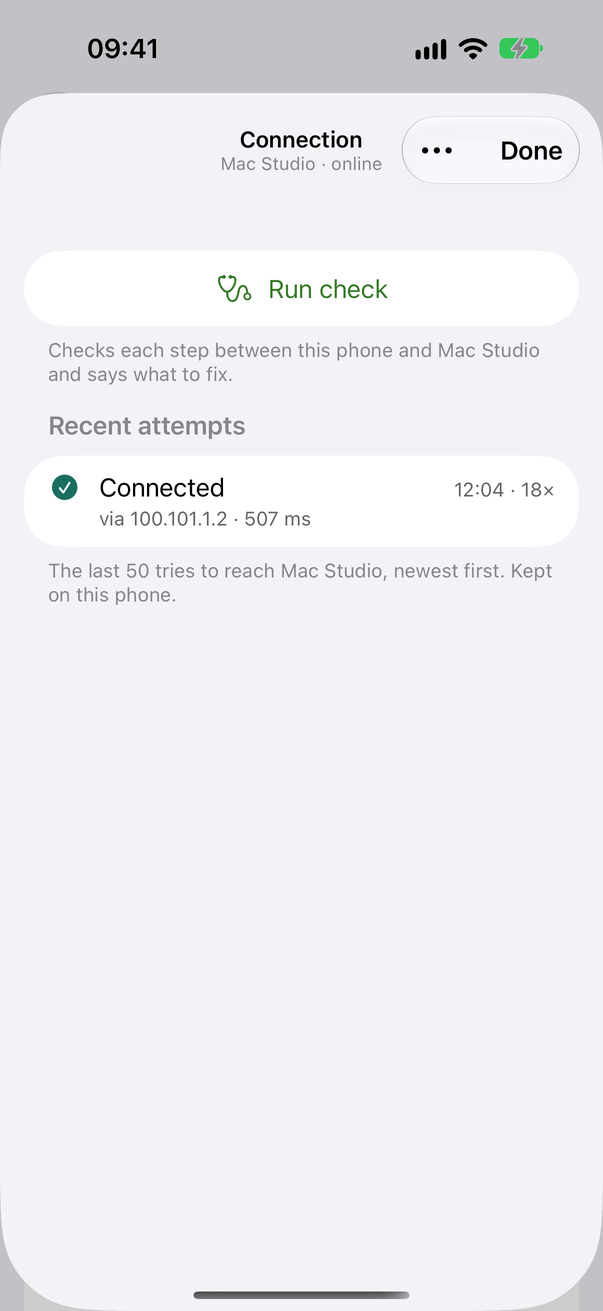 09:41
Connection
Mac Studio · online
Done
Run check
Checks each step between this phone and Mac Studio
and says what to fix.
Recent attempts
Connected
12:04 · 18×
via 100.101.1.2 · 507 ms
The last 50 tries to reach Mac Studio, newest first. Kept
on this phone.